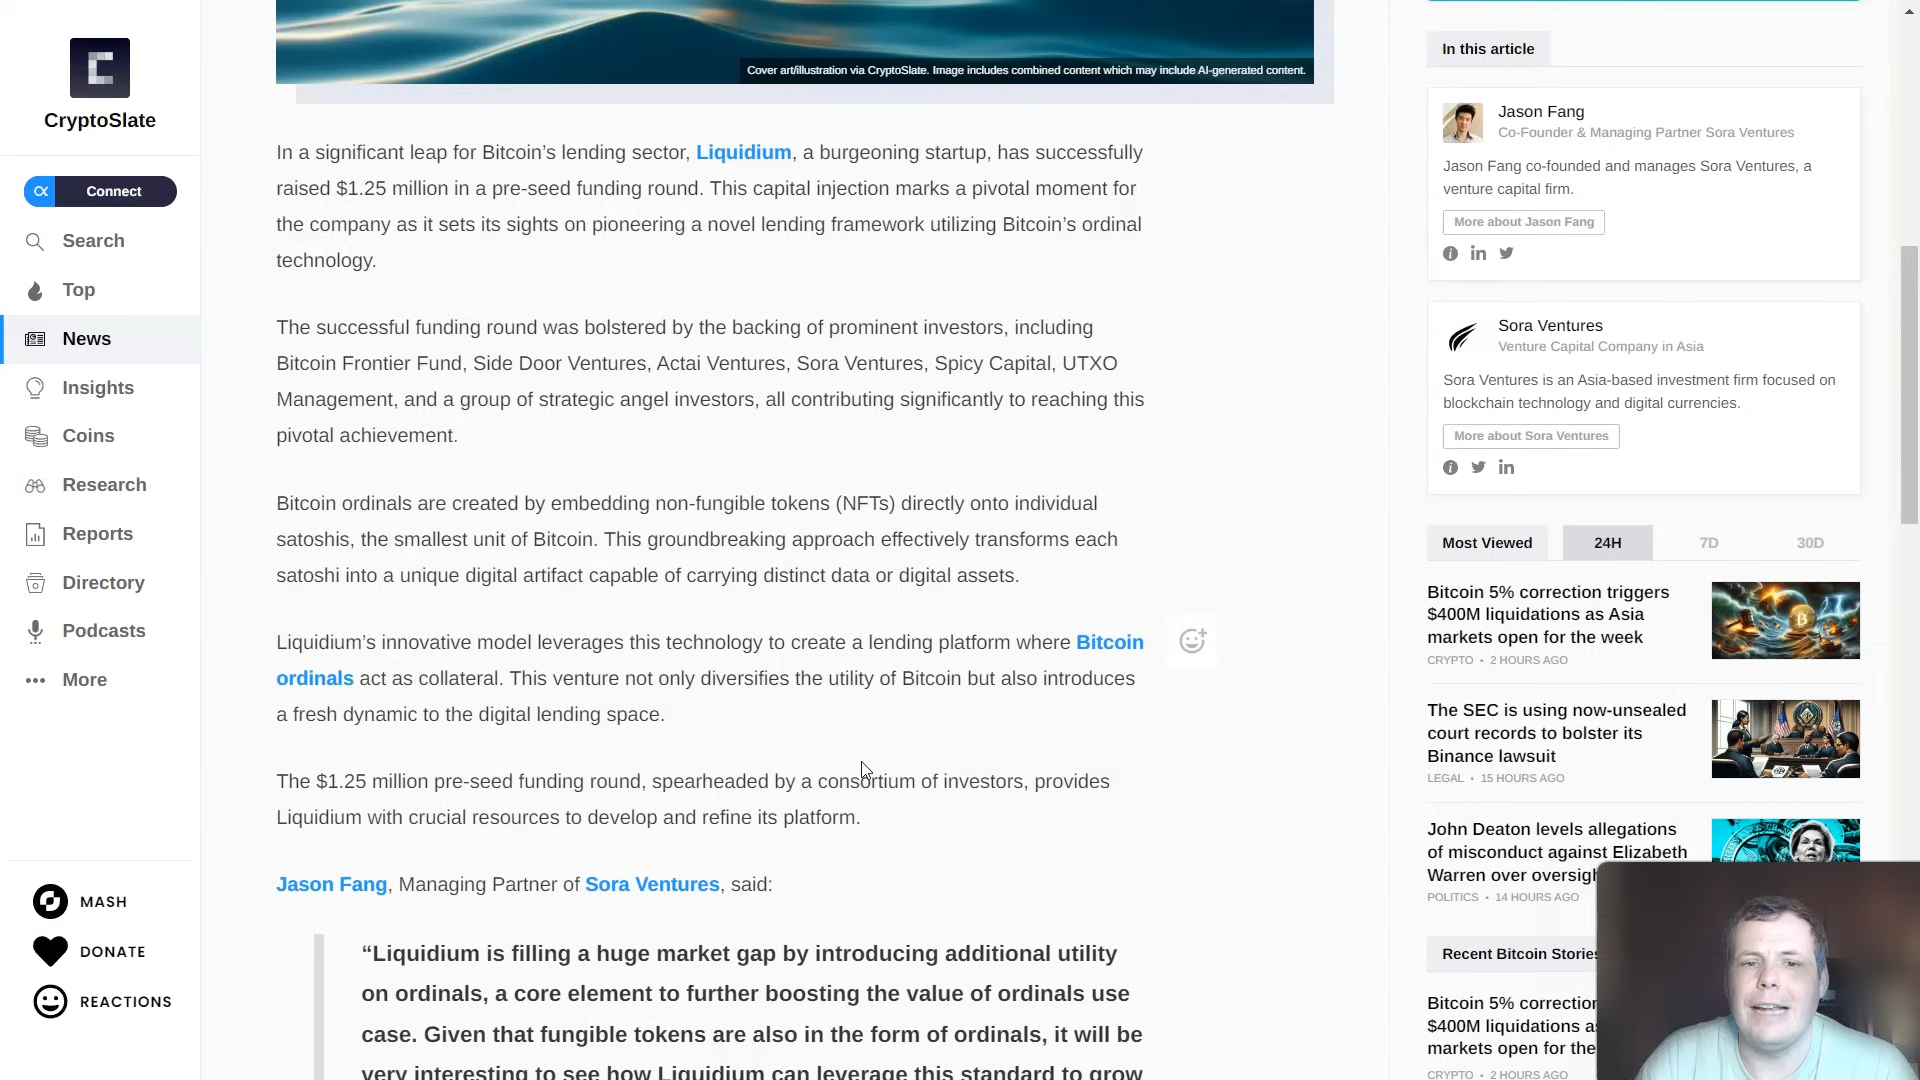 CryptoSlate
Connect
Search
Top
News
Insights
Coins
Research
Reports
Directory
Podcasts
More
MASH
DONATE
REACTIONS
Cover art/illustration via CryptoSlate. Image includes combined content which may include AI-generated content.
In a significant leap for Bitcoin’s lending sector, Liquidium, a burgeoning startup, has successfully
raised $1.25 million in a pre-seed funding round. This capital injection marks a pivotal moment for
the company as it sets its sights on pioneering a novel lending framework utilizing Bitcoin’s ordinal
technology.
The successful funding round was bolstered by the backing of prominent investors, including
Bitcoin Frontier Fund, Side Door Ventures, Actai Ventures, Sora Ventures, Spicy Capital, UTXO
Management, and a group of strategic angel investors, all contributing significantly to reaching this
pivotal achievement.
Bitcoin ordinals are created by embedding non-fungible tokens (NFTs) directly onto individual
satoshis, the smallest unit of Bitcoin. This groundbreaking approach effectively transforms each
satoshi into a unique digital artifact capable of carrying distinct data or digital assets.
Liquidium’s innovative model leverages this technology to create a lending platform where Bitcoin
ordinals act as collateral. This venture not only diversifies the utility of Bitcoin but also introduces
a fresh dynamic to the digital lending space.
The $1.25 million pre-seed funding round, spearheaded by a consortium of investors, provides
Liquidium with crucial resources to develop and refine its platform.
Jason Fang, Managing Partner of Sora Ventures, said:
“Liquidium is filling a huge market gap by introducing additional utility
on ordinals, a core element to further boosting the value of ordinals use
case. Given that fungible tokens are also in the form of ordinals, it will be
very interesting to see how Liquidium can leverage this standard to grow
In this article
Jason Fang
Co-Founder & Managing Partner Sora Ventures
Jason Fang co-founded and manages Sora Ventures, a
venture capital firm.
More about Jason Fang
Sora Ventures
Venture Capital Company in Asia
Sora Ventures is an Asia-based investment firm focused on
blockchain technology and digital currencies.
More about Sora Ventures
Most Viewed 24H 7D 30D
Bitcoin 5% correction triggers
$400M liquidations as Asia
markets open for the week
CRYPTO • 2 HOURS AGO
The SEC is using now-unsealed
court records to bolster its
Binance lawsuit
LEGAL • 15 HOURS AGO
John Deaton levels allegations
of misconduct against Elizabeth
Warren over oversigh
POLITICS • 14 HOURS AGO
Recent Bitcoin Stories
Bitcoin 5% correction
$400M liquidations as
markets open for the
CRYPTO • 2 HOURS AGO